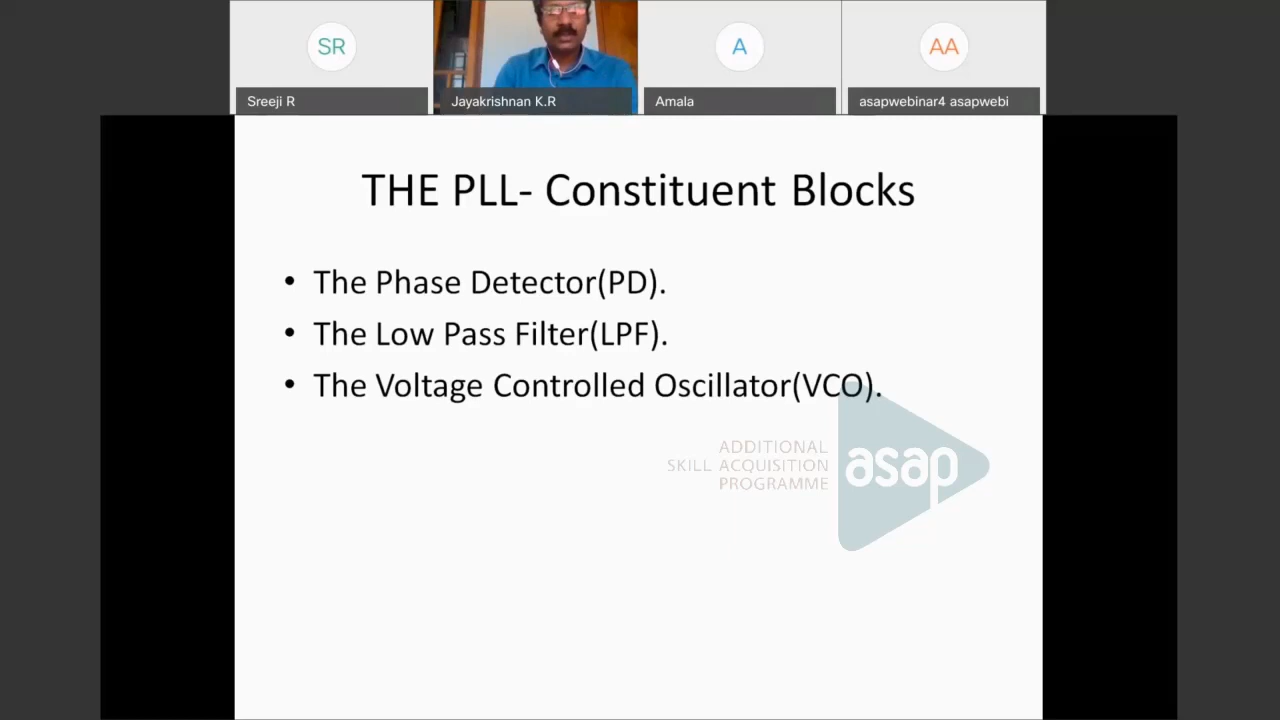 SR
A
AA
Sreeji R
Jayakrishnan K.R
Amala
asapwebinar4 asapwebi
THE PLL- Constituent Blocks
• The Phase Detector(PD).
• The Low Pass Filter(LPF).
• The Voltage Controlled Oscillator(VCO).
ADDITIONAL
SKILL ACQUISITION
PROGRAMME
asap